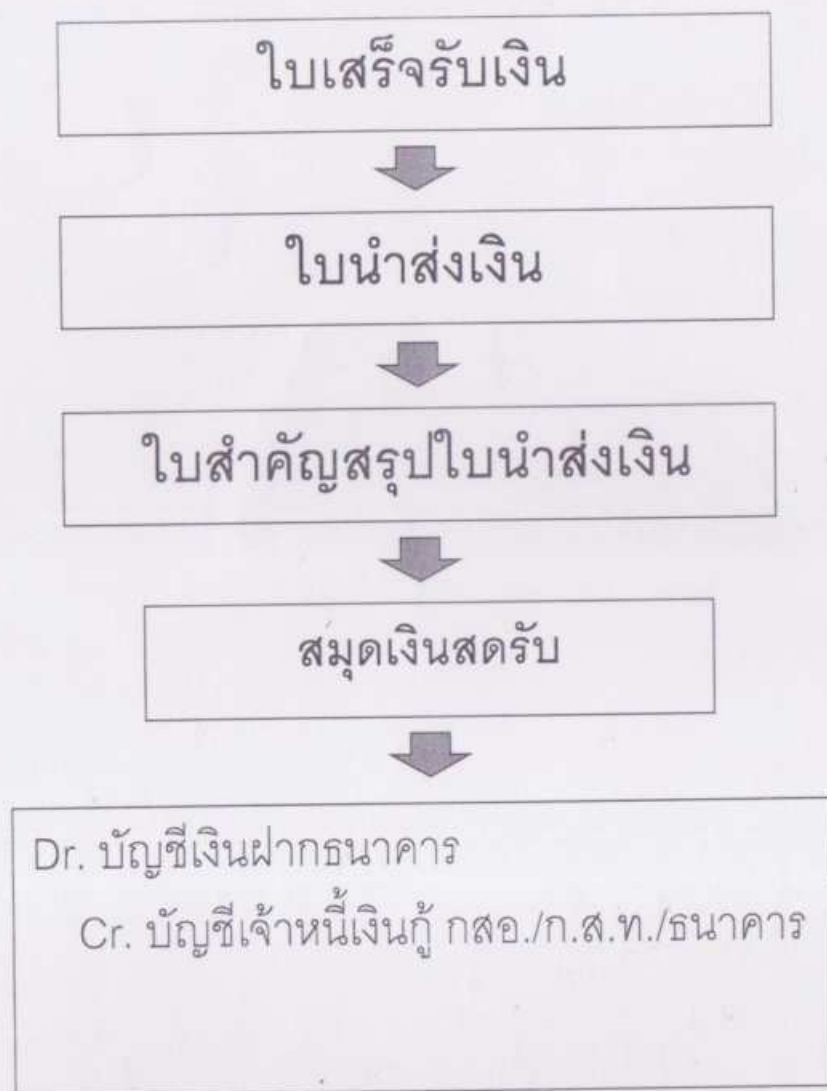 ใบเสร็จรับเงิน
ใบนำส่งเงิน
ใบสำคัญสรุปใบนำส่งเงิน
สมุดเงินสดรับ
Dr. บัญชีเงินฝากธนาคาร
Cr. บัญชีเจ้าหนี้เงินกู้ กสอ./ก.ส.ท./ธนาคาร